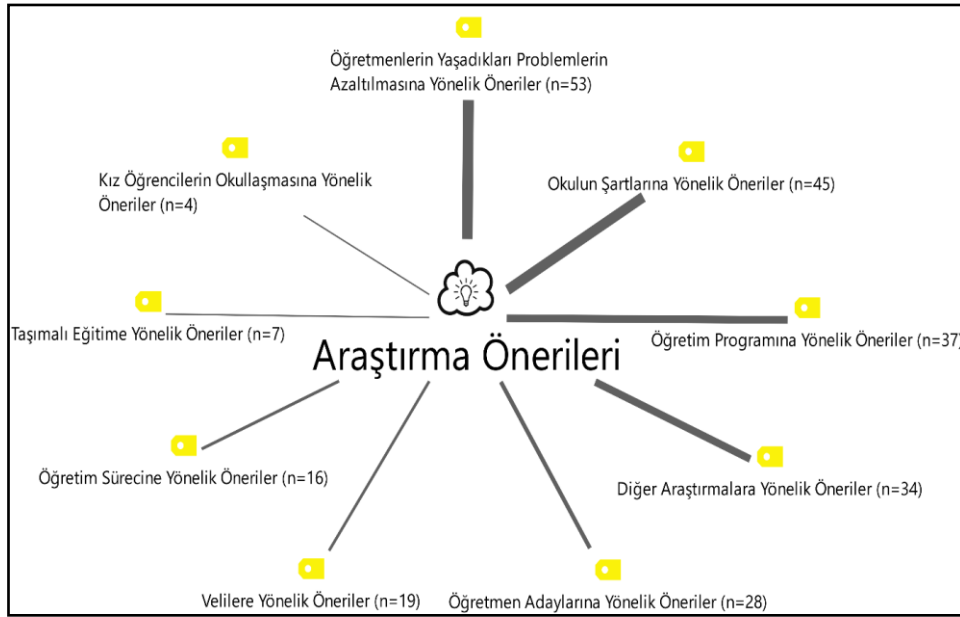 Öğretmenlerin Yaşadıkları Problemlerin
Azaltılmasına Yönelik Öneriler (n=53)
Kız Öğrencilerin Okullaşmasına Yönelik
Öneriler (n=4)
Okulun Şartlarına Yönelik Öneriler (n=45)
Taşımalı Eğitime Yönelik Öneriler (n=7)
Öğretim Programına Yönelik Öneriler (n=37)
Araştırma Önerileri
Öğretim Sürecine Yönelik Öneriler (n=16)
Diğer Araştırmalara Yönelik Öneriler (n=34)
Velilere Yönelik Öneriler (n=19)
Öğretmen Adaylarına Yönelik Öneriler (n=28)